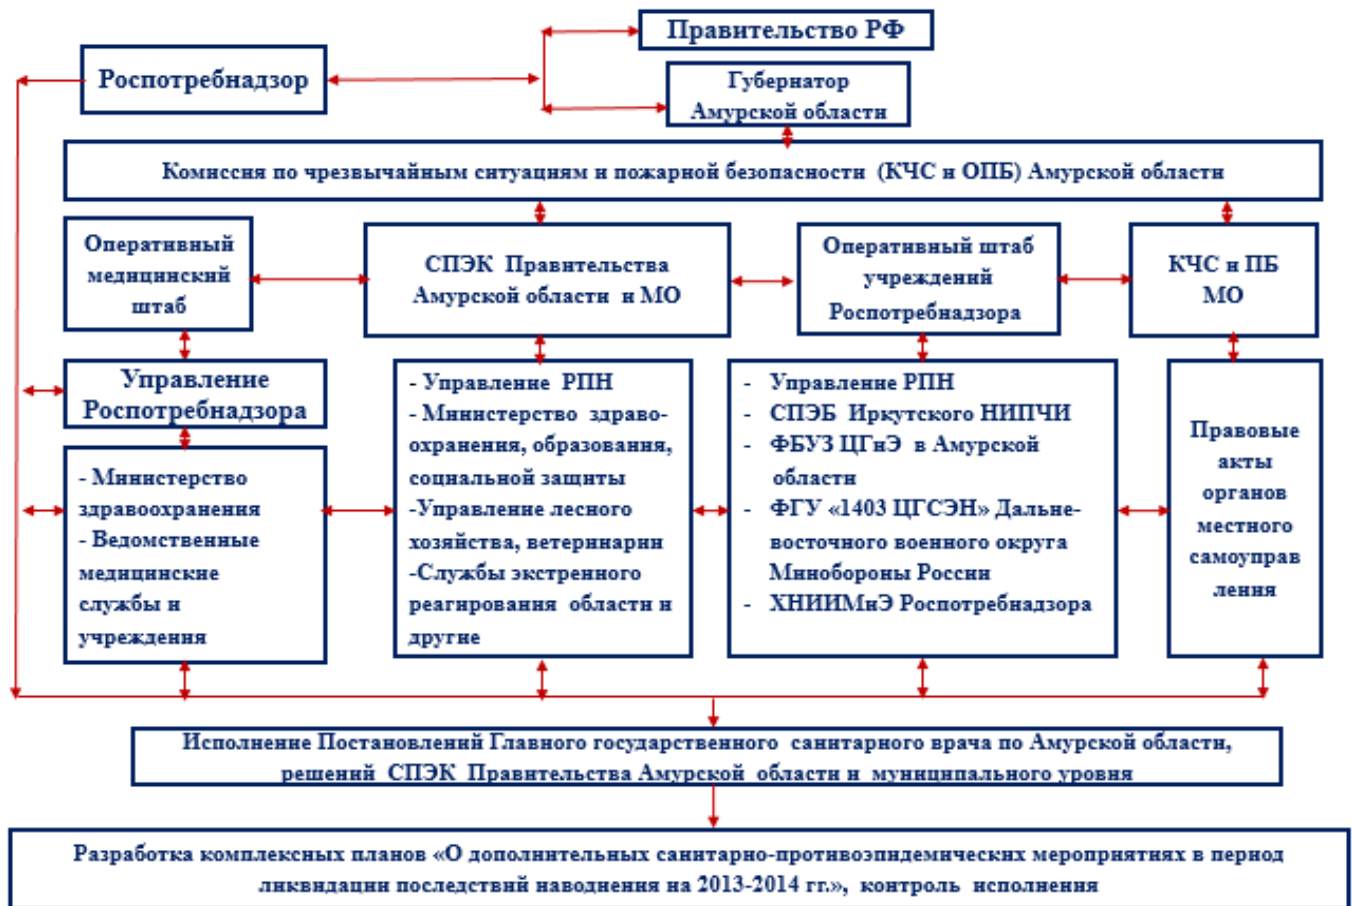 Правительство РФ
Роспотребнадзор
Губернатор
Амурской области
Комиссия по чрезвычайным ситуациям и пожарной безопасности (КЧС и ОПБ) Амурской области
Оперативный
медицинский
штаб
СПЭК Правительства
Амурской области и МО
Оперативный штаб
учреждений
Роспотребнадзора
КЧС и ПБ
МО
Управление
Роспотребнадзора
- Министерство
здравоохранения
- Ведомственные
медицинские
службы и
учреждения
- Управление РПН
- Министерство здраво-
охранения, образования,
социальной защиты
-Управление лесного
хозяйства, ветеринарии
-Службы экстренного
реагирования области и
другие
- Управление РПН
- СПЭБ Иркутского НИПЧИ
- ФБУЗ ЦГиЭ в Амурской
области
- ФГУ «1403 ЦГСЭН» Дальне-
восточного военного округа
Минобороны России
- ХНИИМиЭ Роспотребнадзора
Правовые
акты
органов
местного
самоуправ
ления
Исполнение Постановлений Главного государственного санитарного врача по Амурской области,
решений СПЭК Правительства Амурской области и муниципального уровня
Разработка комплексных планов «О дополнительных санитарно-противоэпидемических мероприятиях в период
ликвидации последствий наводнения на 2013-2014 гг.», контроль исполнения